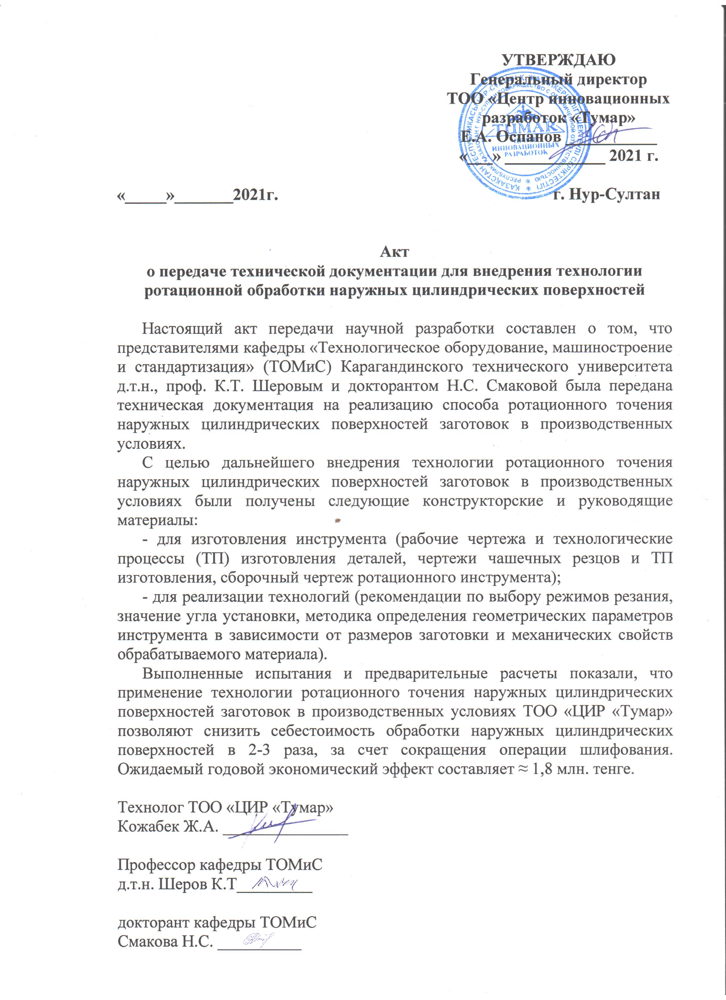 УТВЕРЖДАЮ
Генеральный директор
ТОО «Центр инновационных
разработок «Тумар»
Е.А. Оспанов ___________
«___» ____________ 2021 г.
TUMAR
ИННОВАЦИОННЫХ
РАЗРАБОТОК
«_____»_______2021г.
г. Нур-Султан
Акт
о передаче технической документации для внедрения технологии
ротационной обработки наружных цилиндрических поверхностей
Настоящий акт передачи научной разработки составлен о том, что
представителями кафедры «Технологическое оборудование, машиностроение
и стандартизация» (ТОМиС) Карагандинского технического университета
д.т.н., проф. К.Т. Шеровым и докторантом Н.С. Смаковой была передана
техническая документация на реализацию способа ротационного точения
наружных цилиндрических поверхностей заготовок в производственных
условиях.
С целью дальнейшего внедрения технологии ротационного точения
наружных цилиндрических поверхностей заготовок в производственных
условиях были получены следующие конструкторские и руководящие
материалы:
- для изготовления инструмента (рабочие чертежа и технологические
процессы (ТП) изготовления деталей, чертежи чашечных резцов и ТП
изготовления, сборочный чертеж ротационного инструмента);
- для реализации технологий (рекомендации по выбору режимов резания,
значение угла установки, методика определения геометрических параметров
инструмента в зависимости от размеров заготовки и механических свойств
обрабатываемого материала).
Выполненные испытания и предварительные расчеты показали, что
применение технологии ротационного точения наружных цилиндрических
поверхностей заготовок в производственных условиях ТОО «ЦИР «Тумар»
позволяют снизить себестоимость обработки наружных цилиндрических
поверхностей в 2-3 раза, за счет сокращения операции шлифования.
Ожидаемый годовой экономический эффект составляет ≈ 1,8 млн. тенге.
Технолог ТОО «ЦИР «Тумар»
Кожабек Ж.А. _______________
Профессор кафедры ТОМиС
д.т.н. Шеров К.Т_________
докторант кафедры ТОМиС
Смакова Н.С. __________